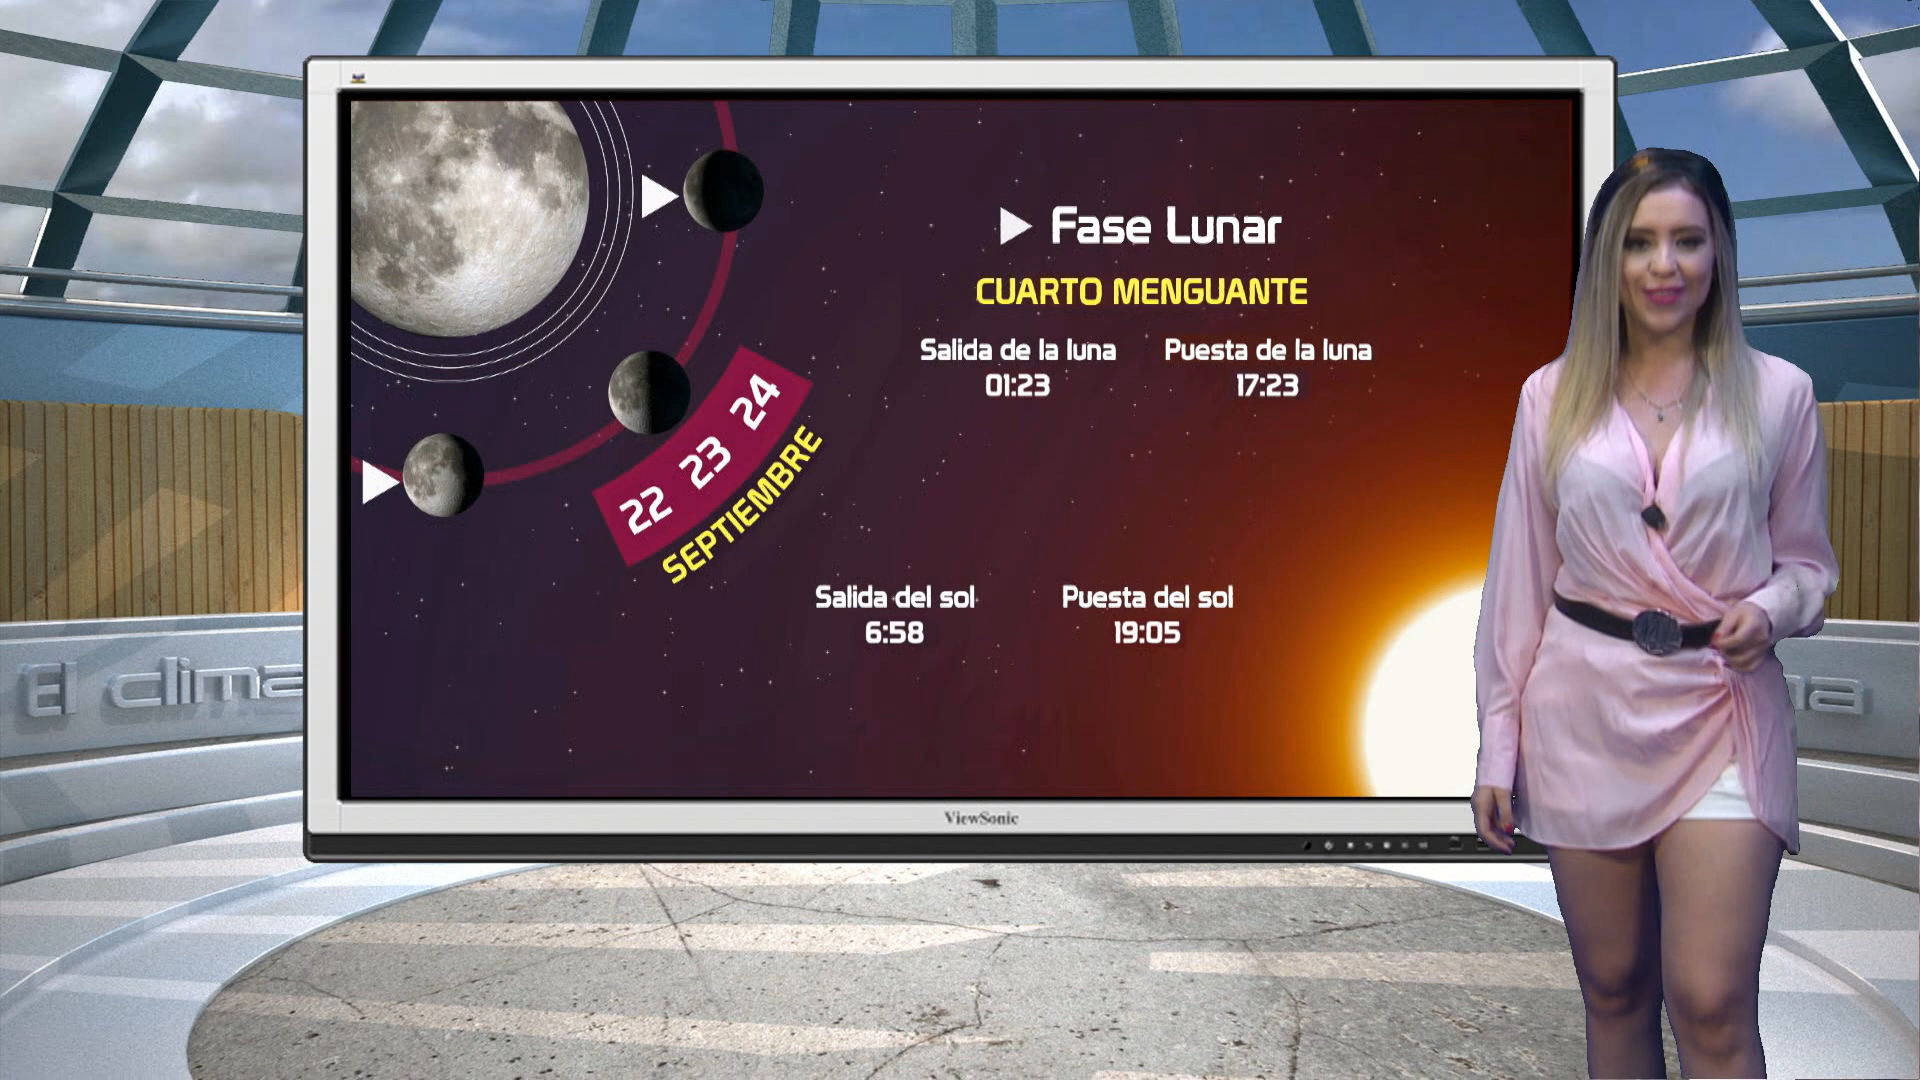 Fase Lunar
CUARTO MENGUANTE
Salida de la luna
Puesta de la luna
01:23
17:23
22 23 24
SEPTIEMBRE
Salida del sol
Puesta del sol
6:58
19:05
El clima
ma
ViewSonic